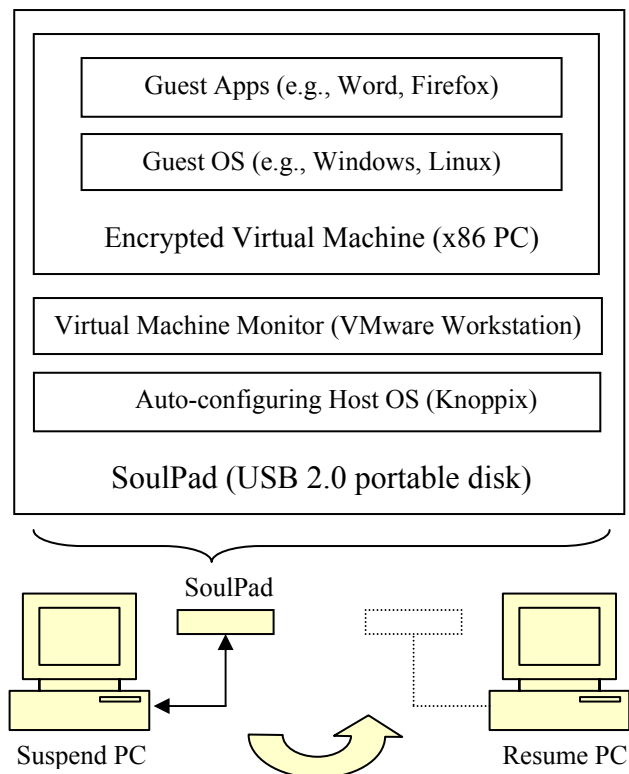 Guest Apps (e.g., Word, Firefox)
Guest OS (e.g., Windows, Linux)
Encrypted Virtual Machine (x86 PC)
Virtual Machine Monitor (VMware Workstation)
Auto-configuring Host OS (Knoppix)
SoulPad (USB 2.0 portable disk)
SoulPad
Suspend PC
Resume PC